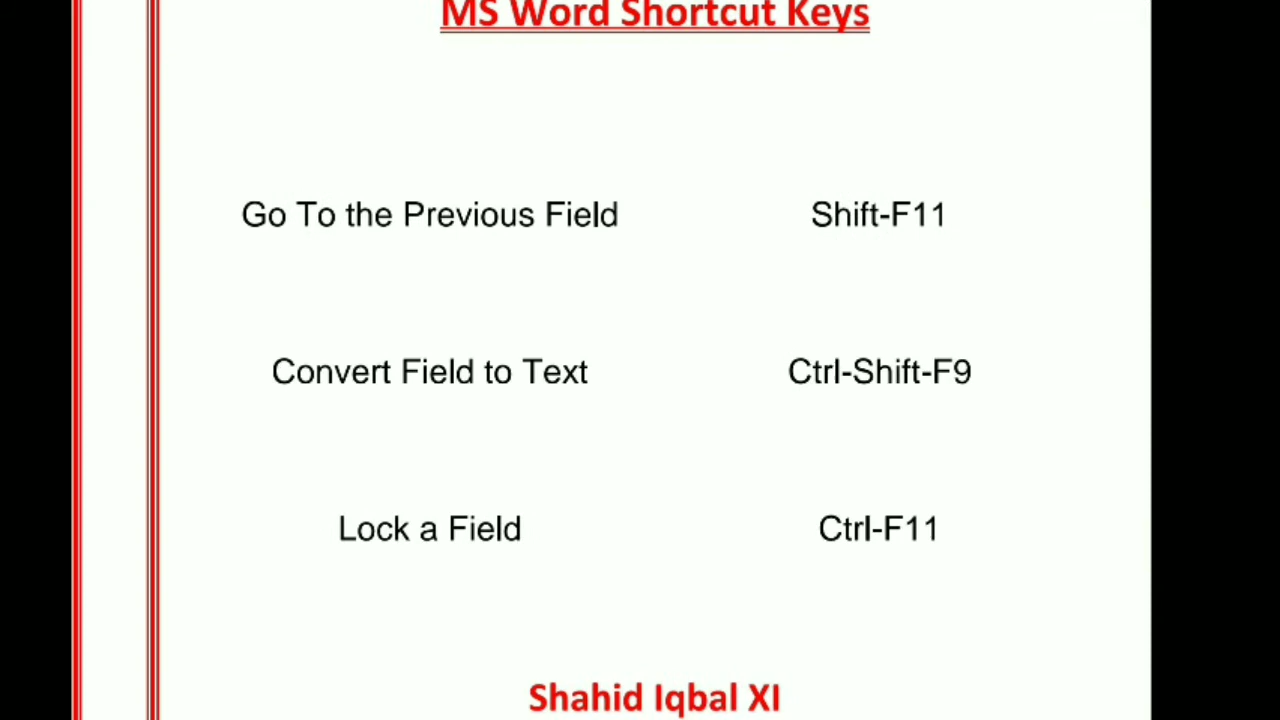 MS Word Shortcut Keys
Go To the Previous Field Shift-F11
Convert Field to Text Ctrl-Shift-F9
Lock a Field Ctrl-F11
Shahid Iqbal XI